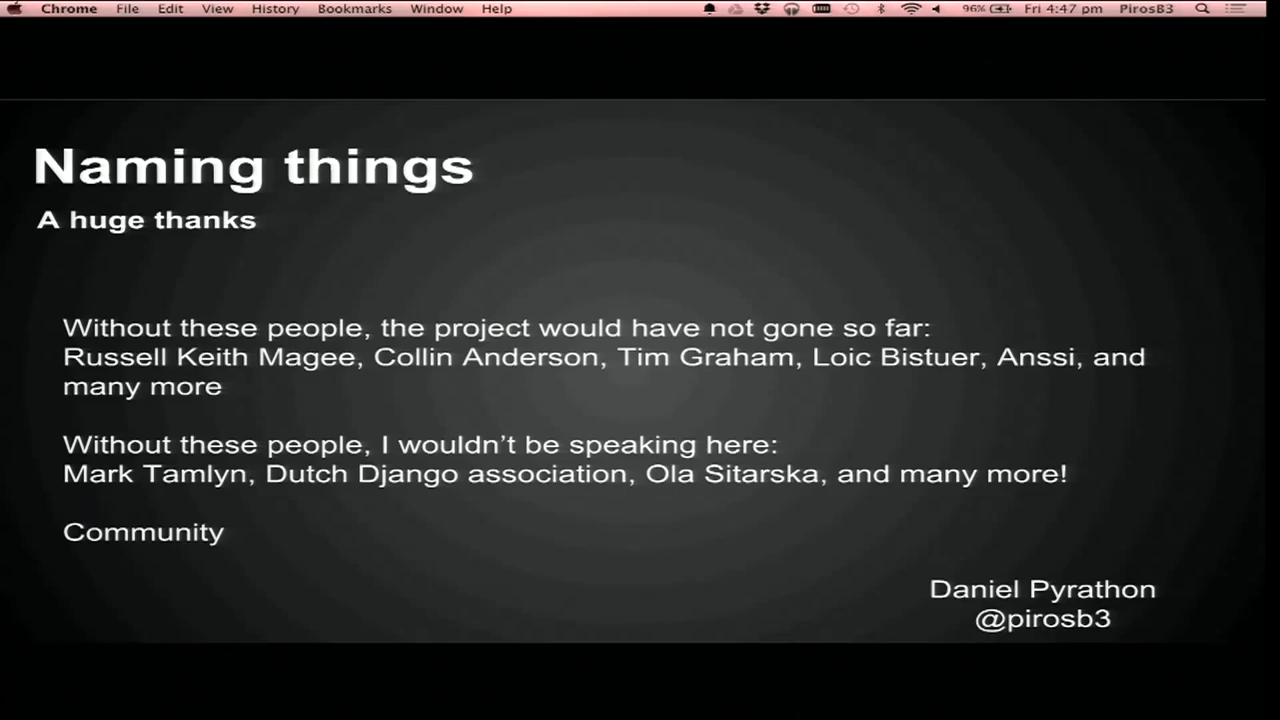 Chrome File Edit View History Bookmarks Window Help 96% Fri 4:47 pm PirosB3
Naming things
A huge thanks
Without these people, the project would have not gone so far:
Russell Keith Magee, Collin Anderson, Tim Graham, Loic Bistuer, Anssi, and
many more
Without these people, I wouldn't be speaking here:
Mark Tamlyn, Dutch Django association, Ola Sitarska, and many more!
Community
Daniel Pyrathon
@pirosb3